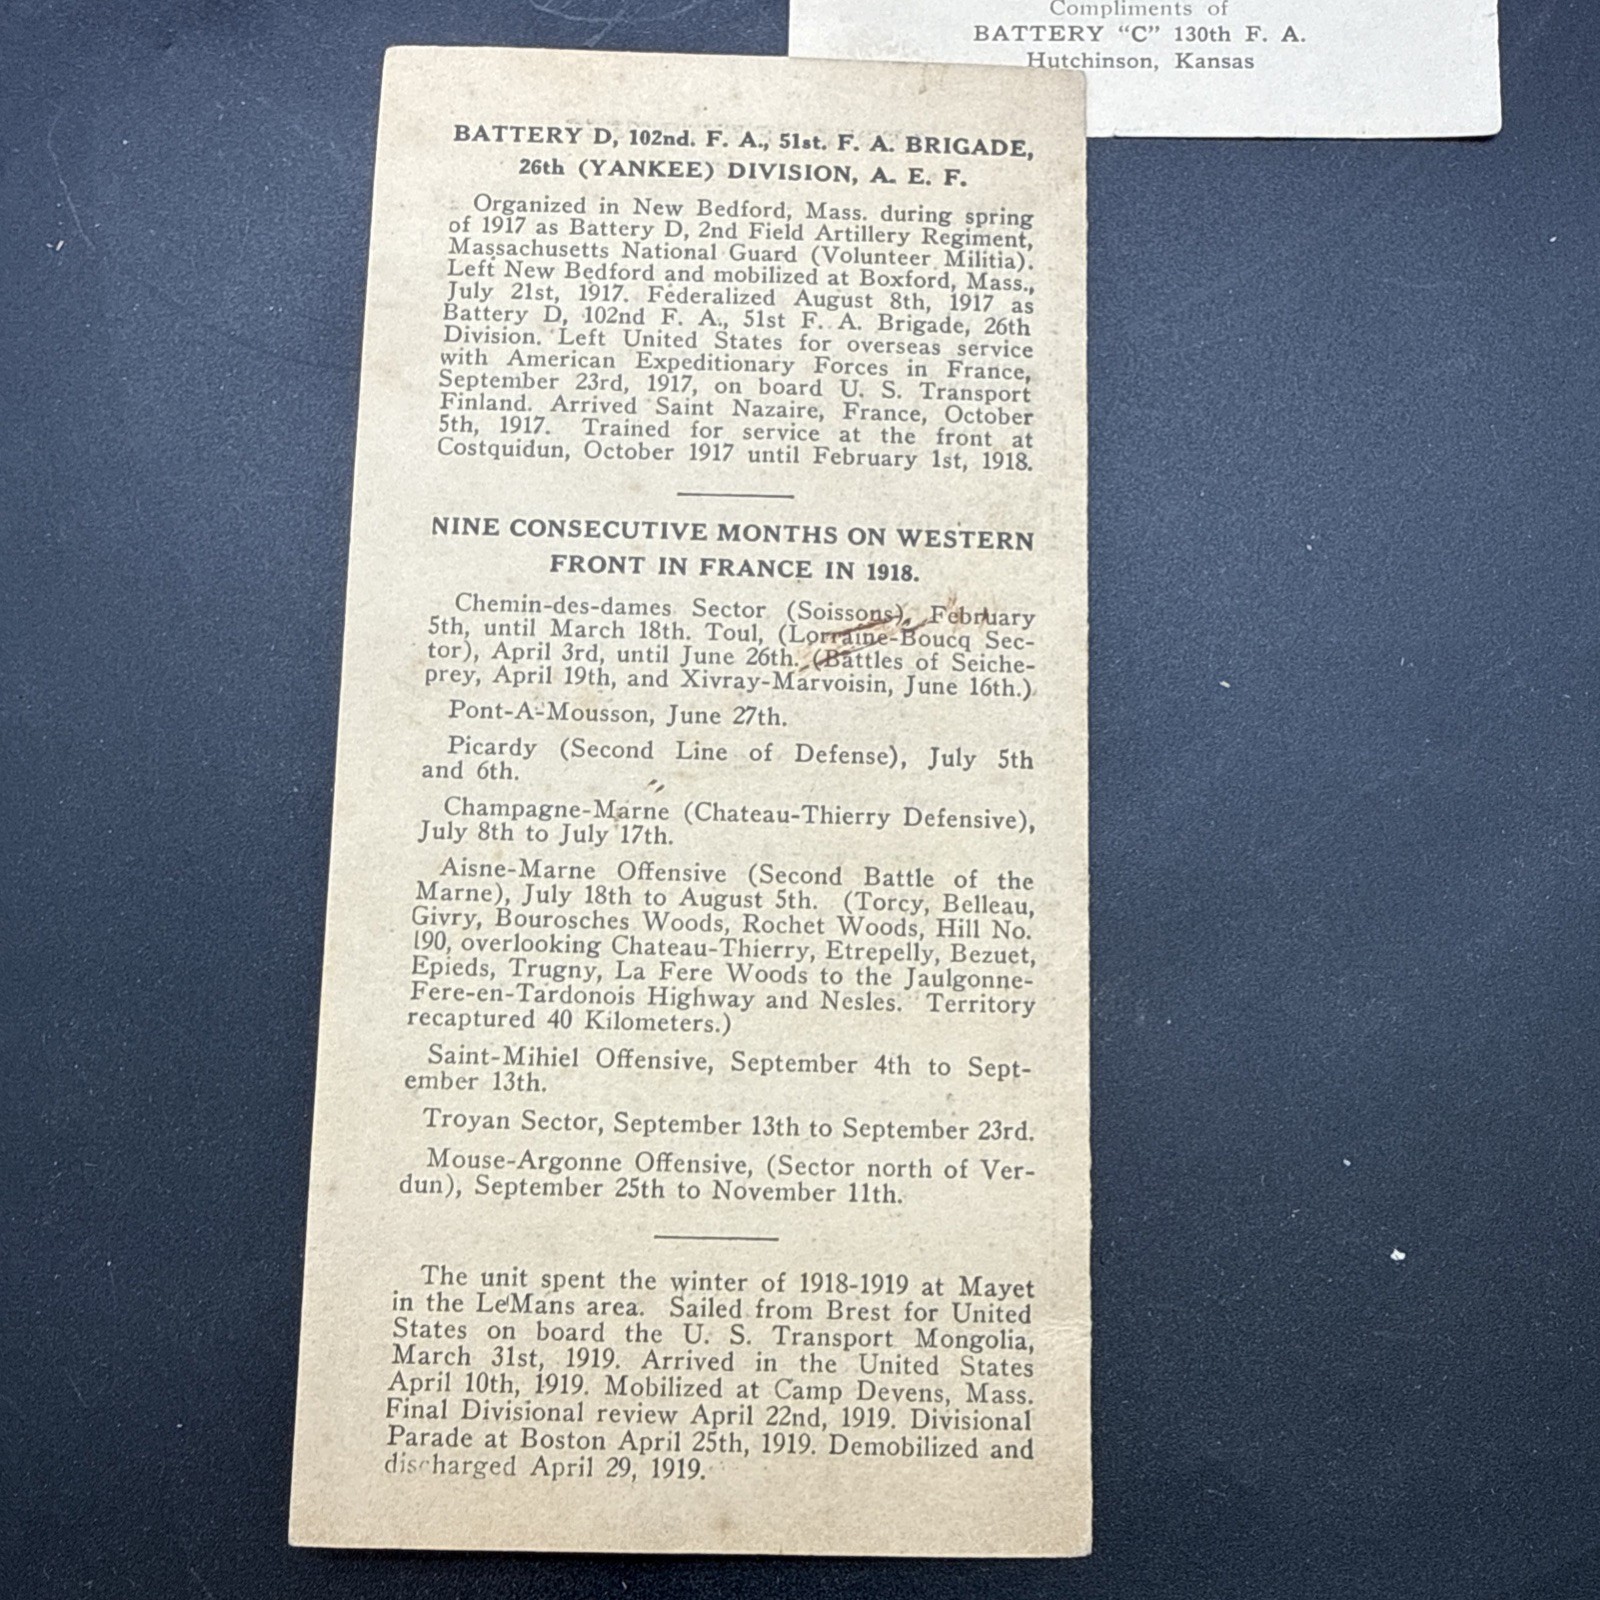 Compliments of
BATTERY “C” 130th F. A.
Hutchinson, Kansas
BATTERY D, 102nd. F. A., 51st. F. A. BRIGADE,
26th (YANKEE) DIVISION, A. E. F.
Organized in New Bedford, Mass. during spring
of 1917 as Battery D, 2nd Field Artillery Regiment,
Massachusetts National Guard (Volunteer Militia).
Left New Bedford and mobilized at Boxford, Mass.,
July 21st, 1917. Federalized August 8th, 1917 as
Battery D, 102nd F. A., 51st F. A. Brigade, 26th
Division. Left United States for overseas service
with American Expeditionary Forces in France,
September 23rd, 1917, on board U. S. Transport
Finland. Arrived Saint Nazaire, France, October
5th, 1917. Trained for service at the front at
Costquidun, October 1917 until February 1st, 1918.
NINE CONSECUTIVE MONTHS ON WESTERN
FRONT IN FRANCE IN 1918.
Chemin-des-dames Sector (Soissons), February
5th, until March 18th. Toul, (Lorraine-Boucq Sec-
tor), April 3rd, until June 26th. (Battles of Seiche-
prey, April 19th, and Xivray-Marvoisin, June 16th.)
Pont-A-Mousson, June 27th.
Picardy (Second Line of Defense), July 5th
and 6th.
Champagne-Marne (Chateau-Thierry Defensive),
July 8th to July 17th.
Aisne-Marne Offensive (Second Battle of the
Marne), July 18th to August 5th. (Torcy, Belleau,
Givry, Bourosches Woods, Rochet Woods, Hill No.
190, overlooking Chateau-Thierry, Etrepelly, Bezuet,
Epieds, Trugny, La Fere Woods to the Jaulgonne-
Fere-en-Tardonois Highway and Nesles. Territory
recaptured 40 Kilometers.)
Saint-Mihiel Offensive, September 4th to Sept-
ember 13th.
Troyan Sector, September 13th to September 23rd.
Mouse-Argonne Offensive, (Sector north of Ver-
dun), September 25th to November 11th.
The unit spent the winter of 1918-1919 at Mayet
in the LeMans area. Sailed from Brest for United
States on board the U. S. Transport Mongolia,
March 31st, 1919. Arrived in the United States
April 10th, 1919. Mobilized at Camp Devens, Mass.
Final Divisional review April 22nd, 1919. Divisional
Parade at Boston April 25th, 1919. Demobilized and
discharged April 29, 1919.